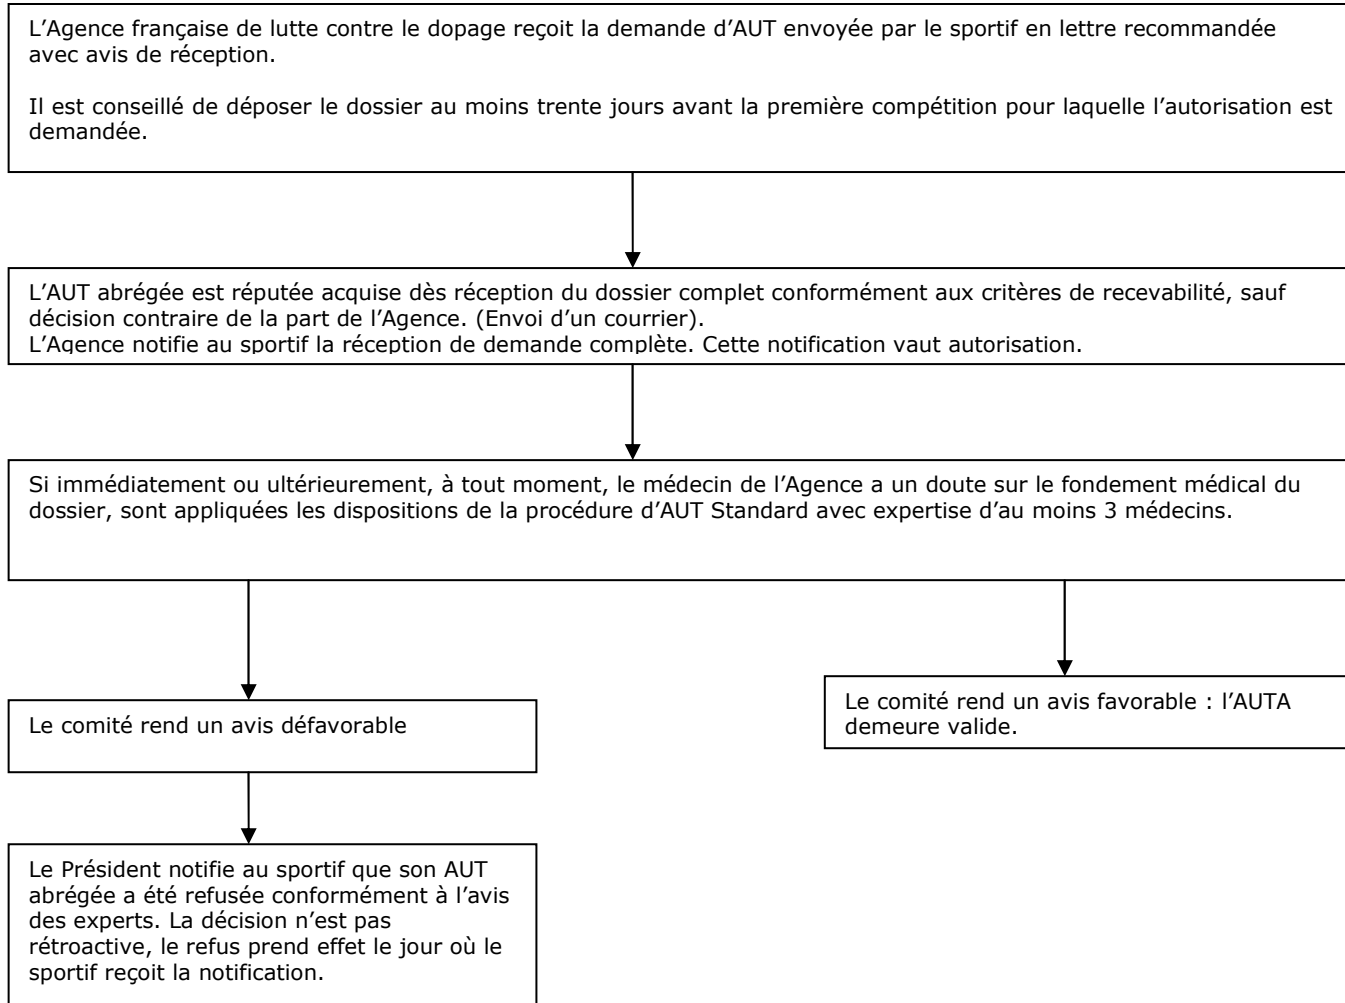 L’Agence française de lutte contre le dopage reçoit la demande d’AUT envoyée par le sportif en lettre recommandée
avec avis de réception.
Il est conseillé de déposer le dossier au moins trente jours avant la première compétition pour laquelle l’autorisation est
demandée.
L’AUT abrégée est réputée acquise dès réception du dossier complet conformément aux critères de recevabilité, sauf
décision contraire de la part de l’Agence. (Envoi d’un courrier).
L’Agence notifie au sportif la réception de demande complète. Cette notification vaut autorisation.
Si immédiatement ou ultérieurement, à tout moment, le médecin de l’Agence a un doute sur le fondement médical du
dossier, sont appliquées les dispositions de la procédure d’AUT Standard avec expertise d’au moins 3 médecins.
Le comité rend un avis défavorable
Le comité rend un avis favorable : l’AUTA
demeure valide.
Le Président notifie au sportif que son AUT
abrégée a été refusée conformément à l’avis
des experts. La décision n’est pas
rétroactive, le refus prend effet le jour où le
sportif reçoit la notification.